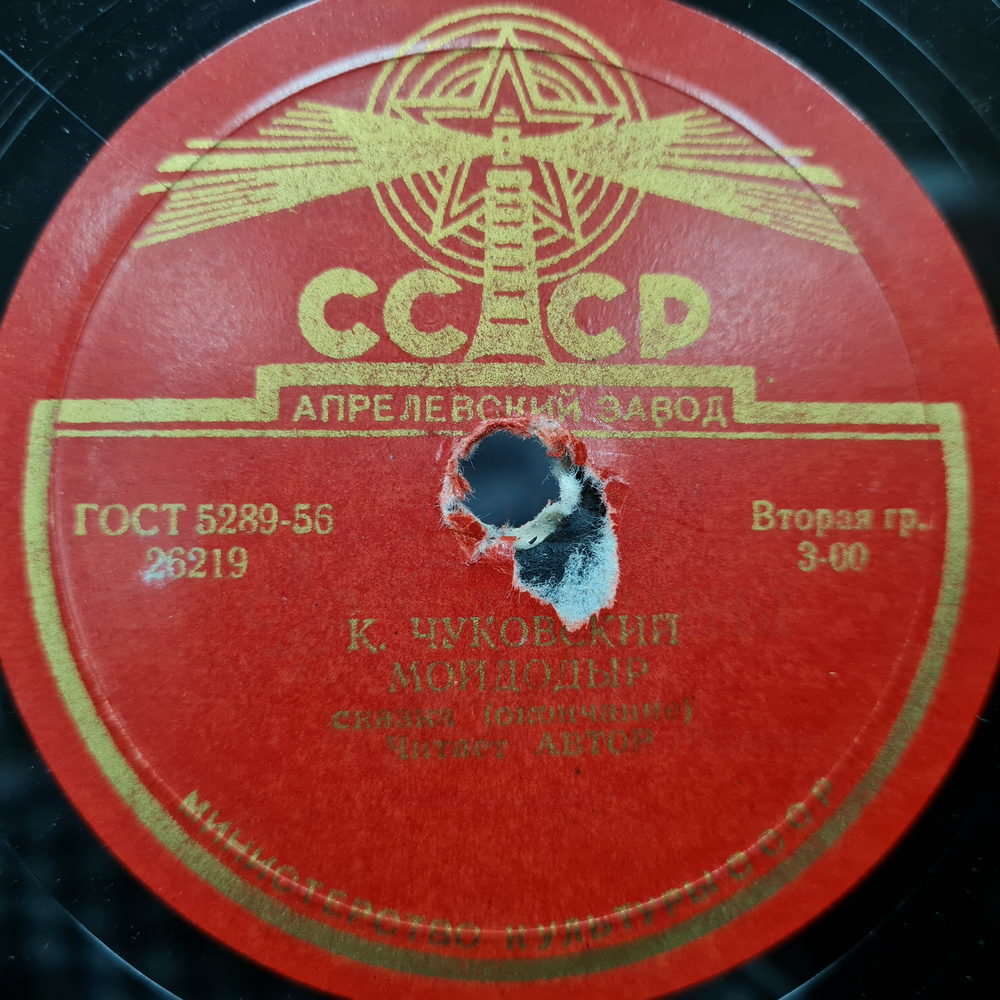 СССР
АПРЕЛЕВСКИЙ ЗАВОД
ГОСТ 5289-56
26219
Вторая гр.
3-00
К. ЧУКОВСКИЙ
МОЙДОДЫР
сказка (окончание)
Читает АВТОР
МИНИСТЕРСТВО КУЛЬТУРЫ СССР